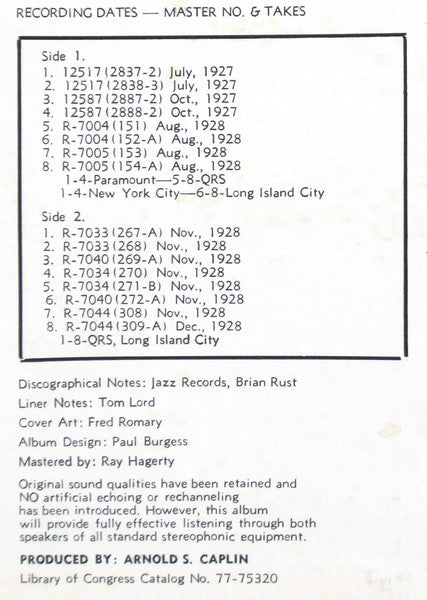 RECORDING DATES — MASTER NO. & TAKES
Side 1.
1. 12517(2837-2) July, 1927
2. 12517(2838-3) July, 1927
3. 12587(2887-2) Oct., 1927
4. 12587(2888-2) Oct., 1927
5. R-7004(151) Aug., 1928
6. R-7004(152-A) Aug., 1928
7. R-7005(153) Aug., 1928
8. R-7005(154-A) Aug., 1928
1-4-Paramount—5-8-QRS
1-4-New York City—6-8-Long Island City
Side 2.
1. R-7033(267-A) Nov., 1928
2. R-7033(268) Nov., 1928
3. R-7040(269-A) Nov., 1928
4. R-7034(270) Nov., 1928
5. R-7034(271-B) Nov., 1928
6. R-7040(272-A) Nov., 1928
7. R-7044(308) Nov., 1928
8. R-7044(309-A) Dec., 1928
1-8-QRS, Long Island City
Discographical Notes: Jazz Records, Brian Rust
Liner Notes: Tom Lord
Cover Art: Fred Romary
Album Design: Paul Burgess
Mastered by: Ray Hagerty
Original sound qualities have been retained and
NO artificial echoing or rechanneling
has been introduced. However, this album
will provide fully effective listening through both
speakers of all standard stereophonic equipment.
PRODUCED BY: ARNOLD S. CAPLIN
Library of Congress Catalog No. 77-75320